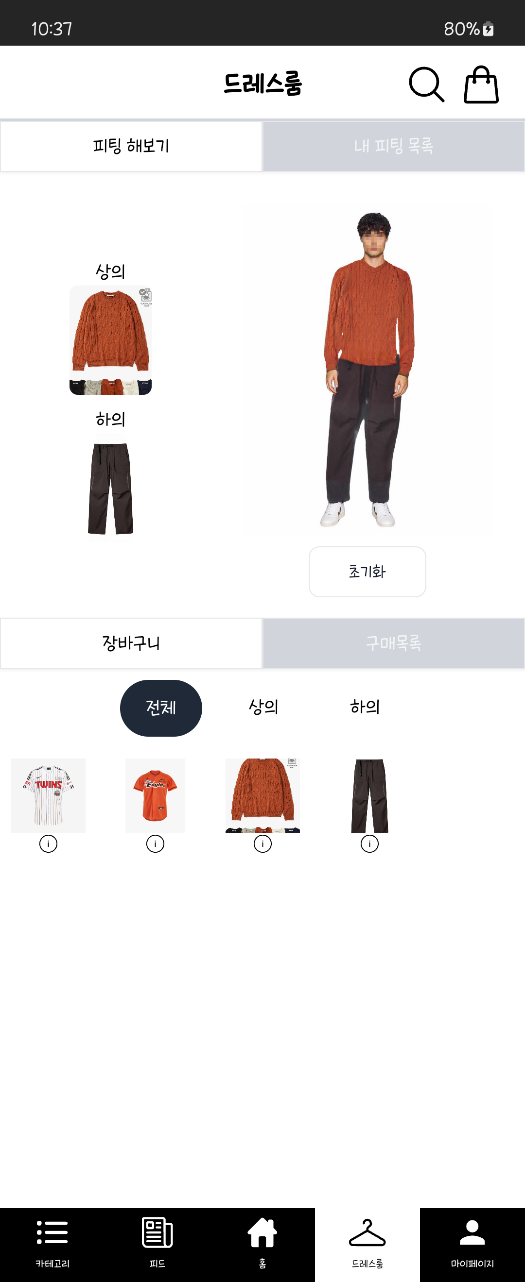 10:37
80%
드레스룸
피팅 해보기
내 피팅 목록
상의
하의
초기화
장바구니
구매목록
전체
상의
하의
TWINS
Eagles
i
i
i
i
카테고리
피드
홈
드레스룸
마이페이지